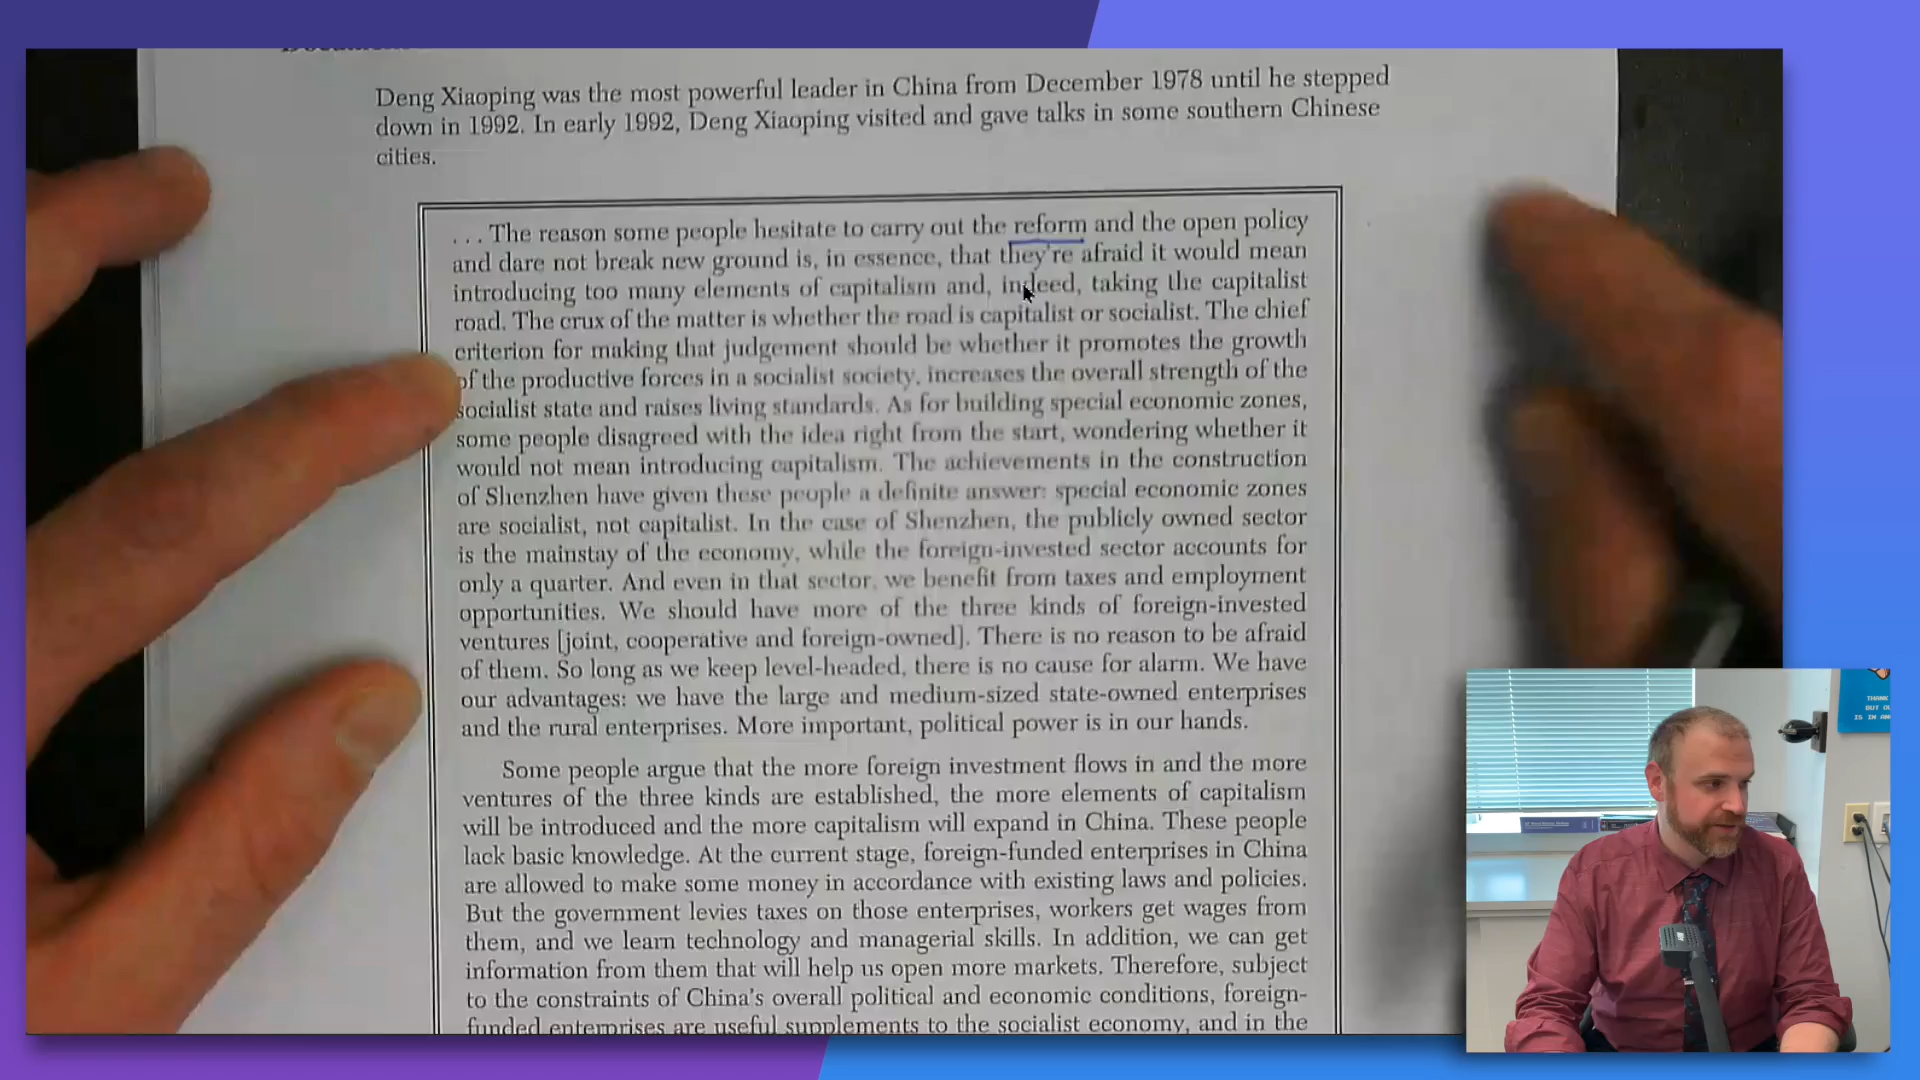 Deng Xiaoping was the most powerful leader in China from December 1978 until he stepped
down in 1992. In early 1992, Deng Xiaoping visited and gave talks in some southern Chinese
cities.
. . . The reason some people hesitate to carry out the reform and the open policy
and dare not break new ground is, in essence, that they're afraid it would mean
introducing too many elements of capitalism and, indeed, taking the capitalist
road. The crux of the matter is whether the road is capitalist or socialist. The chief
criterion for making that judgement should be whether it promotes the growth
of the productive forces in a socialist society, increases the overall strength of the
socialist state and raises living standards. As for building special economic zones,
some people disagreed with the idea right from the start, wondering whether it
would not mean introducing capitalism. The achievements in the construction
of Shenzhen have given these people a definite answer: special economic zones
are socialist, not capitalist. In the case of Shenzhen, the publicly owned sector
is the mainstay of the economy, while the foreign-invested sector accounts for
only a quarter. And even in that sector, we benefit from taxes and employment
opportunities. We should have more of the three kinds of foreign-invested
ventures [joint, cooperative and foreign-owned]. There is no reason to be afraid
of them. So long as we keep level-headed, there is no cause for alarm. We have
our advantages: we have the large and medium-sized state-owned enterprises
and the rural enterprises. More important, political power is in our hands.
Some people argue that the more foreign investment flows in and the more
ventures of the three kinds are established, the more elements of capitalism
will be introduced and the more capitalism will expand in China. These people
lack basic knowledge. At the current stage, foreign-funded enterprises in China
are allowed to make some money in accordance with existing laws and policies.
But the government levies taxes on those enterprises, workers get wages from
them, and we learn technology and managerial skills. In addition, we can get
information from them that will help us open more markets. Therefore, subject
to the constraints of China's overall political and economic conditions, foreign-
funded enterprises are useful supplements to the socialist economy, and in the
THANK
BUT
IS IN